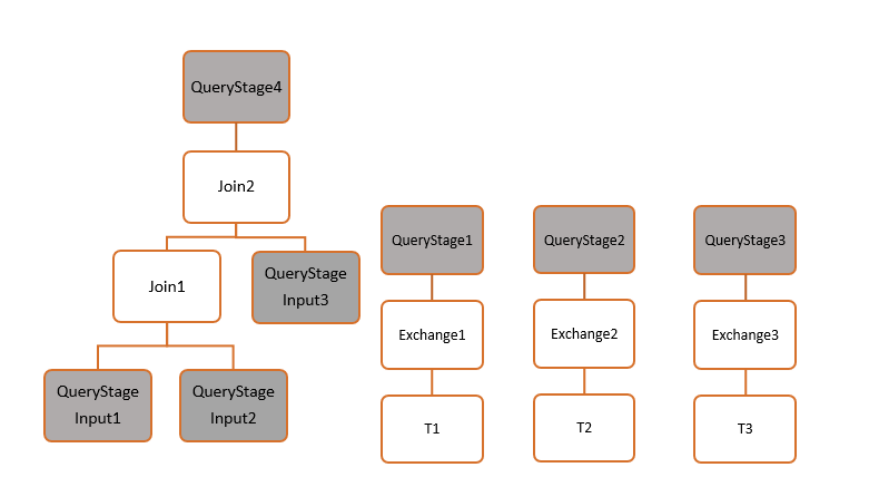 QueryStage4
Join2
Join1
QueryStage
Input3
QueryStage
Input1
QueryStage
Input2
QueryStage1
Exchange1
T1
QueryStage2
Exchange2
T2
QueryStage3
Exchange3
T3